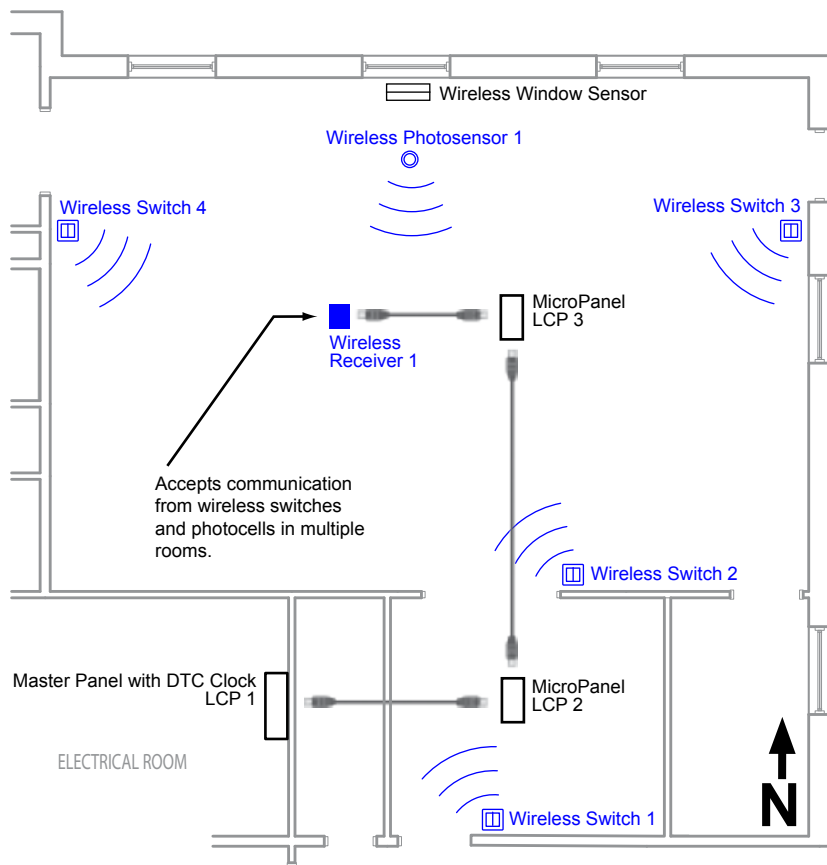 Wireless Window Sensor
Wireless Photosensor 1
Wireless Switch 4
Wireless Switch 3
MicroPanel
LCP 3
Wireless
Receiver 1
Accepts communication
from wireless switches
and photocells in multiple
rooms.
Wireless Switch 2
Master Panel with DTC Clock
LCP 1
MicroPanel
LCP 2
ELECTRICAL ROOM
N
Wireless Switch 1